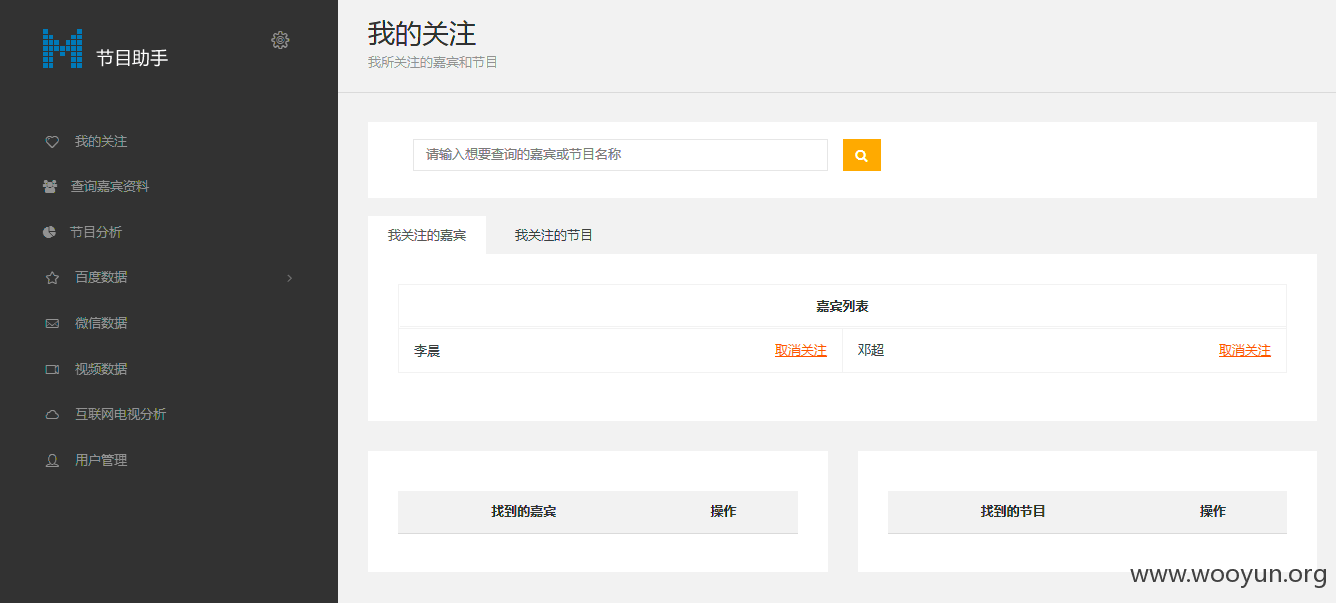 节目助手
我的关注
查询嘉宾资料
节目分析
百度数据
微信数据
视频数据
互联网电视分析
用户管理
我的关注
我所关注的嘉宾和节目
请输入想要查询的嘉宾或节目名称
我关注的嘉宾 我关注的节目
嘉宾列表
李晨 取消关注 邓超 取消关注
找到的嘉宾 操作 找到的节目 操作
www.wooyun.org